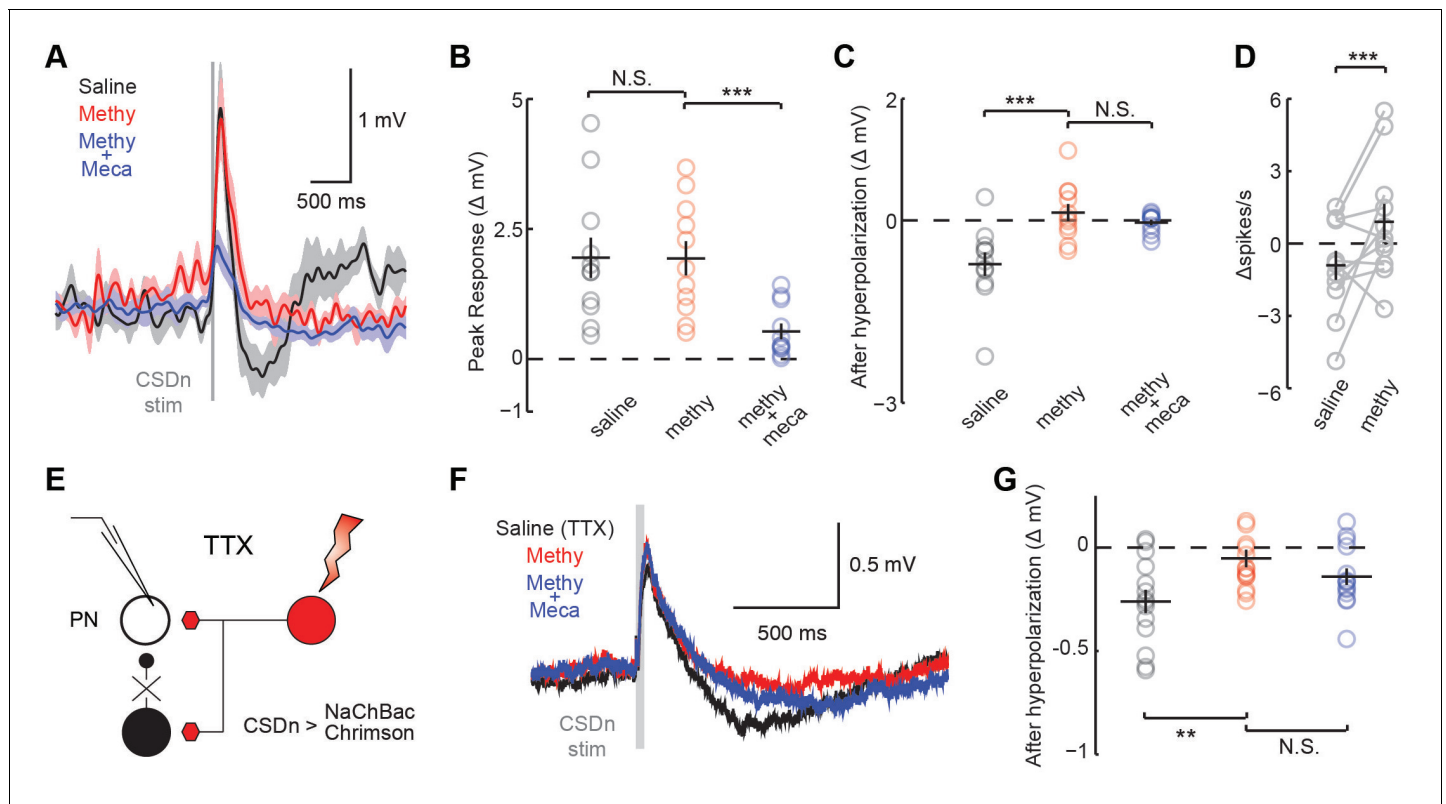 A
Saline
Methy
Methy
+
Meca
1 mV
500 ms
CSDn
stim
B
N.S.
***
Peak Response (Δ mV)
5
2.5
0
−1
saline
methy
methy
+
meca
C
***
N.S.
After hyperpolarization (Δ mV)
2
0
−3
saline
methy
methy
+
meca
D
***
Δspikes/s
6
3
0
−3
−6
saline
methy
E
TTX
PN
CSDn >
NaChBac
Chrimson
F
Saline (TTX)
Methy
Methy
+
Meca
0.5 mV
500 ms
CSDn
stim
G
After hyperpolization (Δ mV)
0
-0.5
−1
**
N.S.